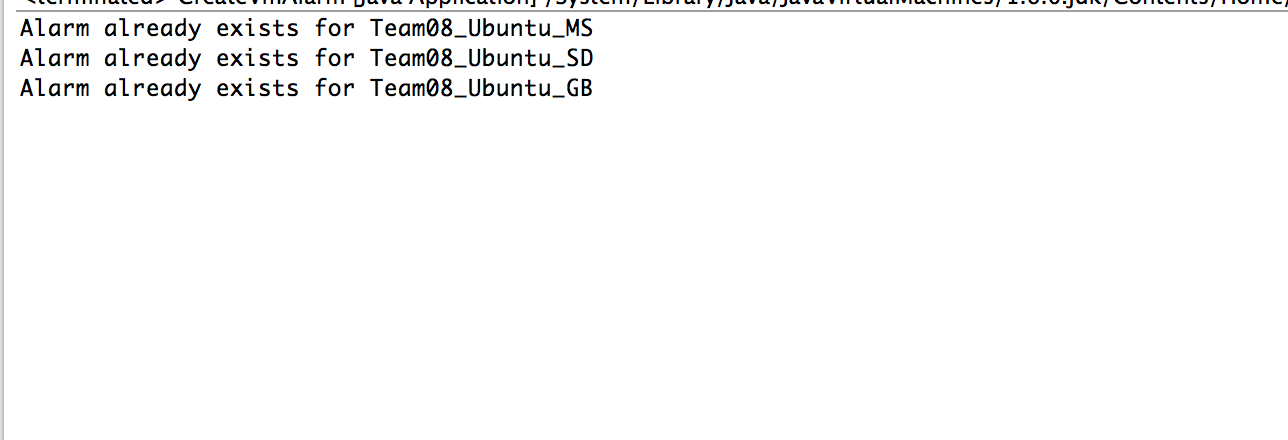 <terminated> CreateVmAlarm [Java Application] /System/Library/Java/JavaVirtualMachines/1.6.0.jdk/Contents/Home/
Alarm already exists for Team08_Ubuntu_MS
Alarm already exists for Team08_Ubuntu_SD
Alarm already exists for Team08_Ubuntu_GB